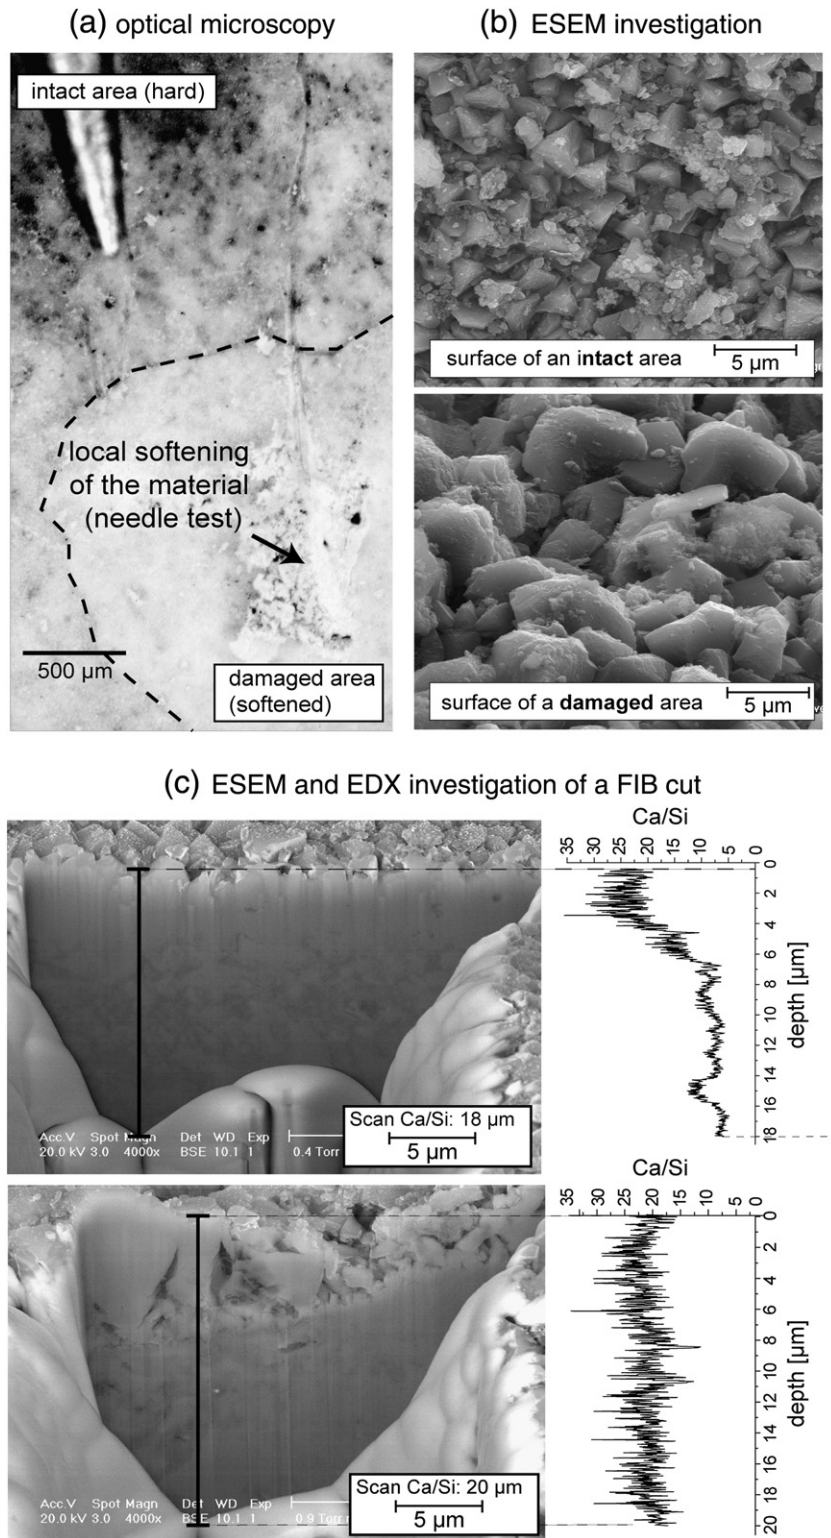 (a) optical microscopy
intact area (hard)
local softening
of the material
(needle test)
500 µm
damaged area
(softened)
(b) ESEM investigation
surface of an intact area
5 µm
surface of a damaged area
5 µm
(c) ESEM and EDX investigation of a FIB cut
Acc.V Spot Magn Det WD Exp
20.0 kV 3.0 4000x BSE 10.1 1 0.4 Torr
Scan Ca/Si: 18 µm
5 µm
Ca/Si
35 30 25 20 15 10 5 0
0 2 4 6 8 10 12 14 16 18
depth [µm]
Acc.V Spot Magn Det WD Exp
20.0 kV 3.0 4000x BSE 10.1 1 0.9 Torr
Scan Ca/Si: 20 µm
5 µm
Ca/Si
35 30 25 20 15 10 5 0
0 2 4 6 8 10 12 14 16 18 20
depth [µm]